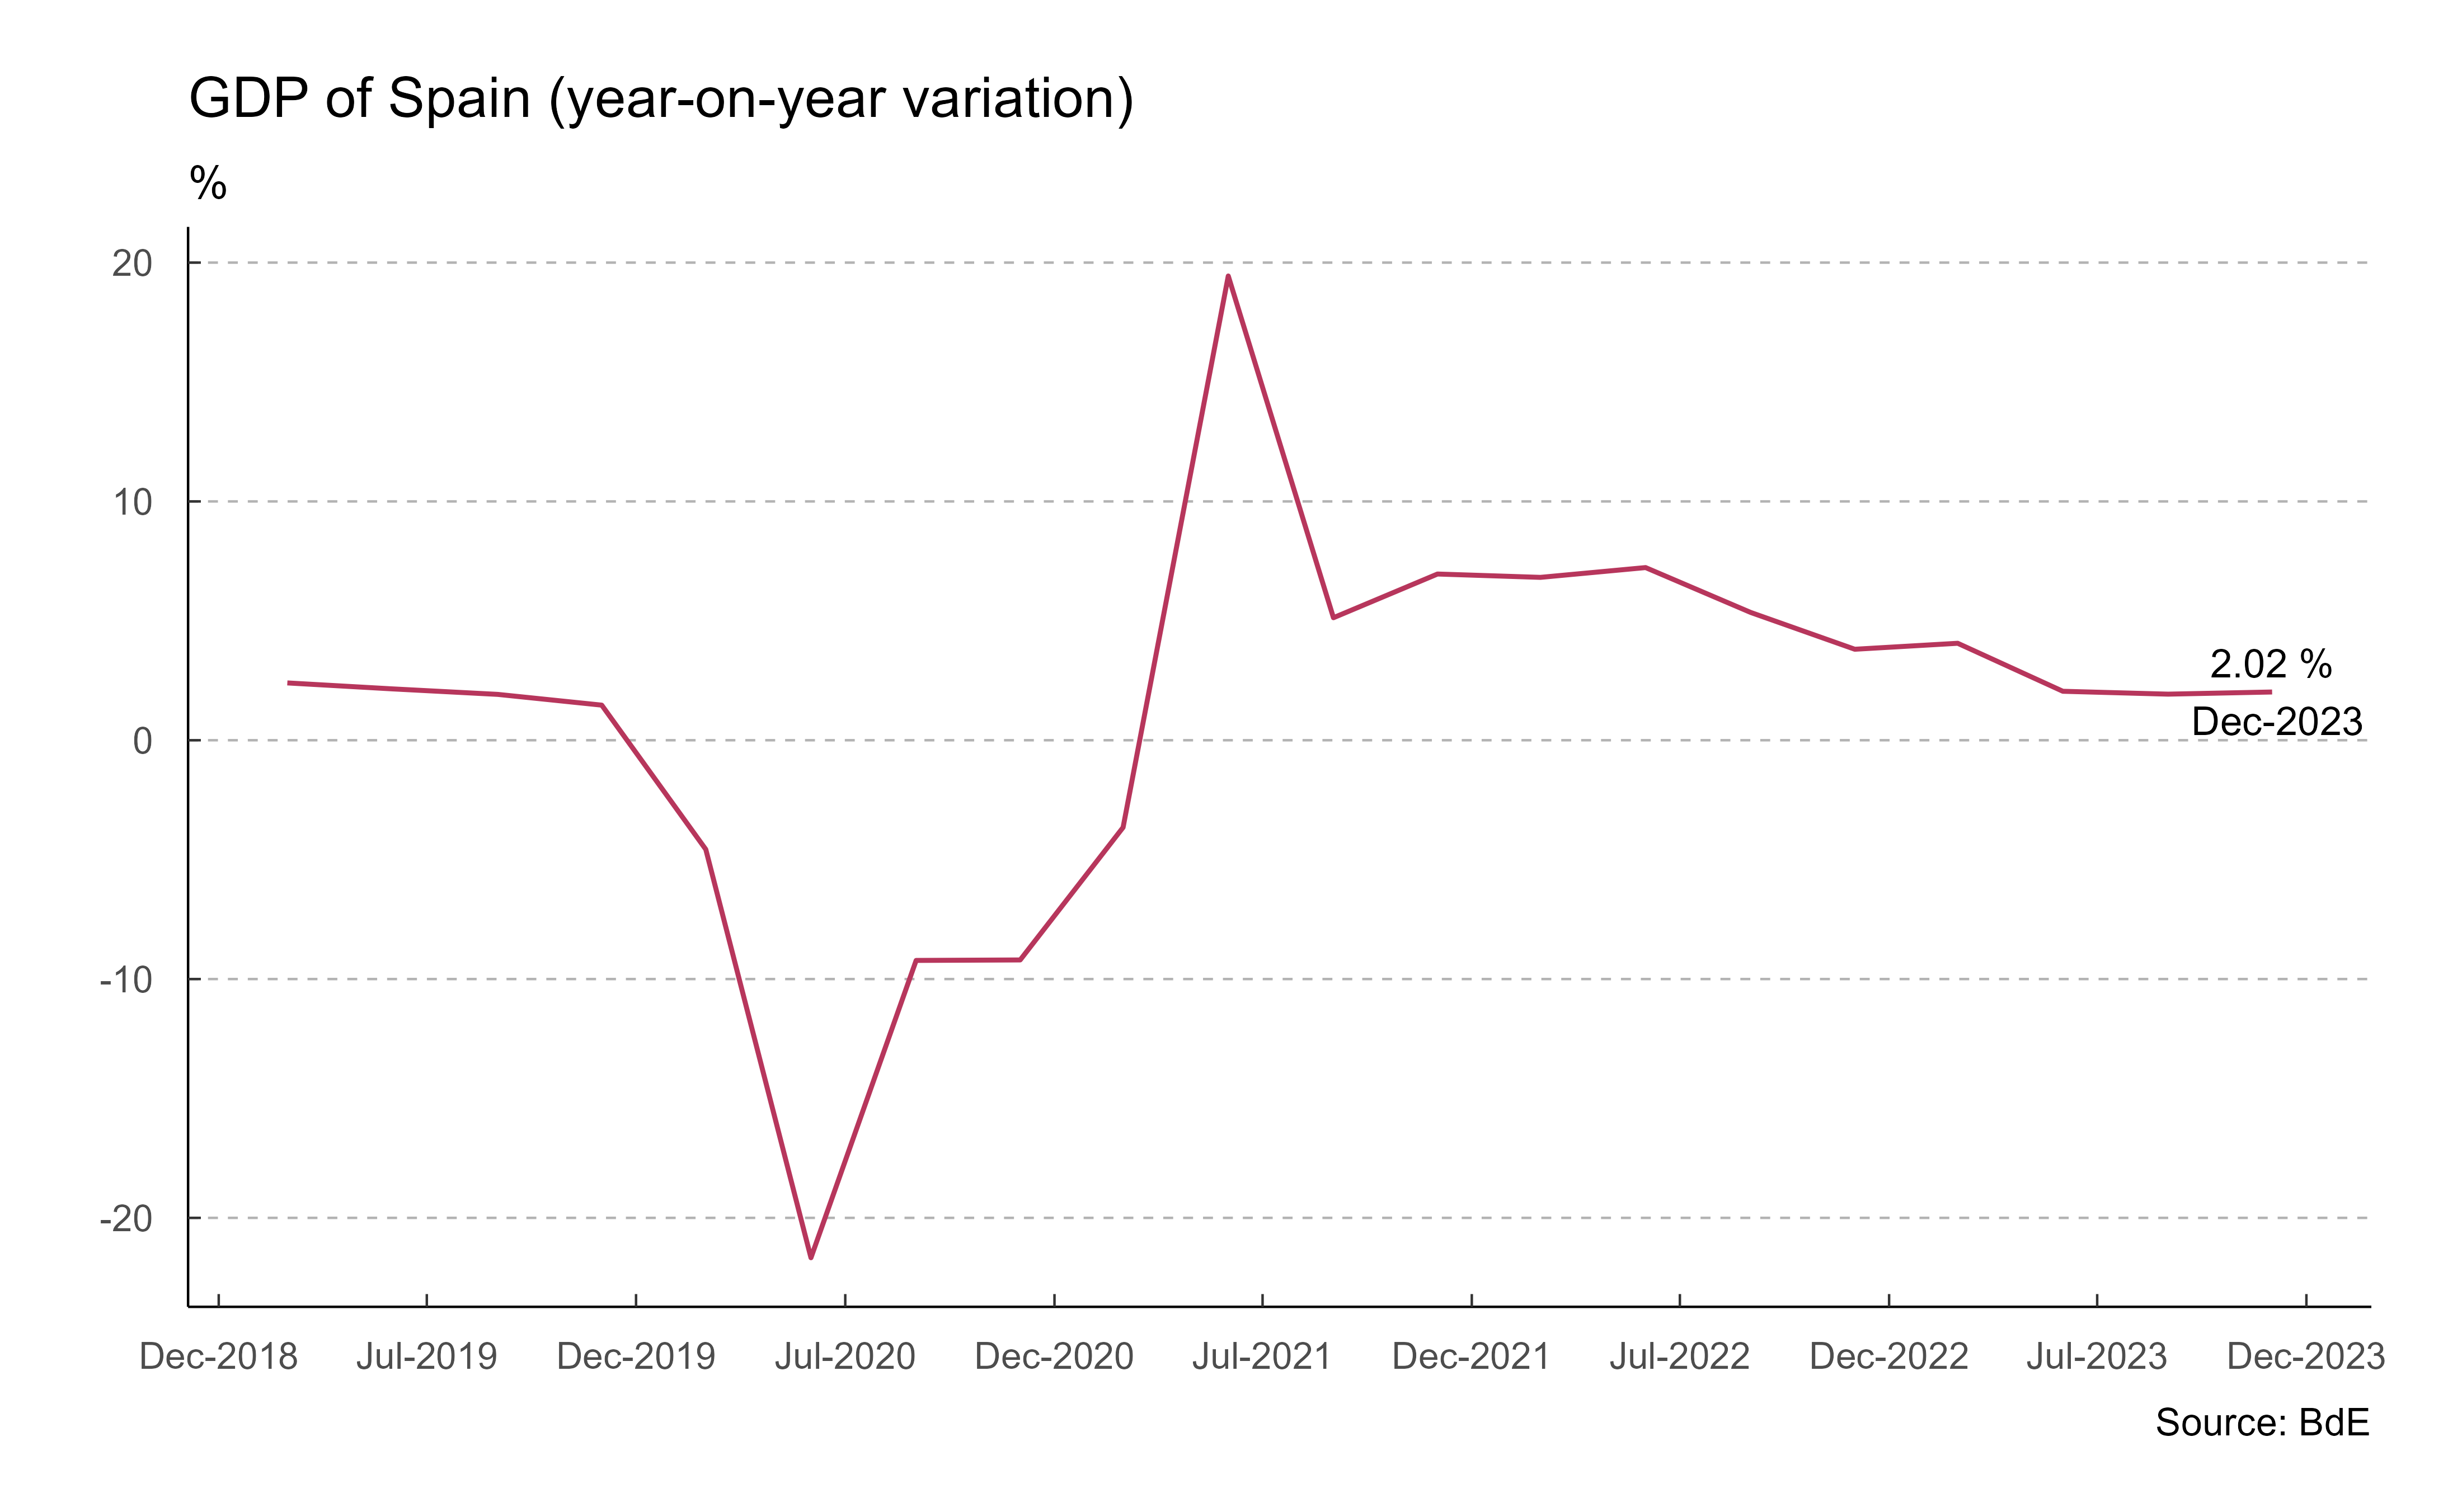 GDP of Spain (year-on-year variation)
%
20
10
0
-10
-20
2.02 %
Dec-2023
Dec-2018 Jul-2019 Dec-2019 Jul-2020 Dec-2020 Jul-2021 Dec-2021 Jul-2022 Dec-2022 Jul-2023 Dec-2023
Source: BdE